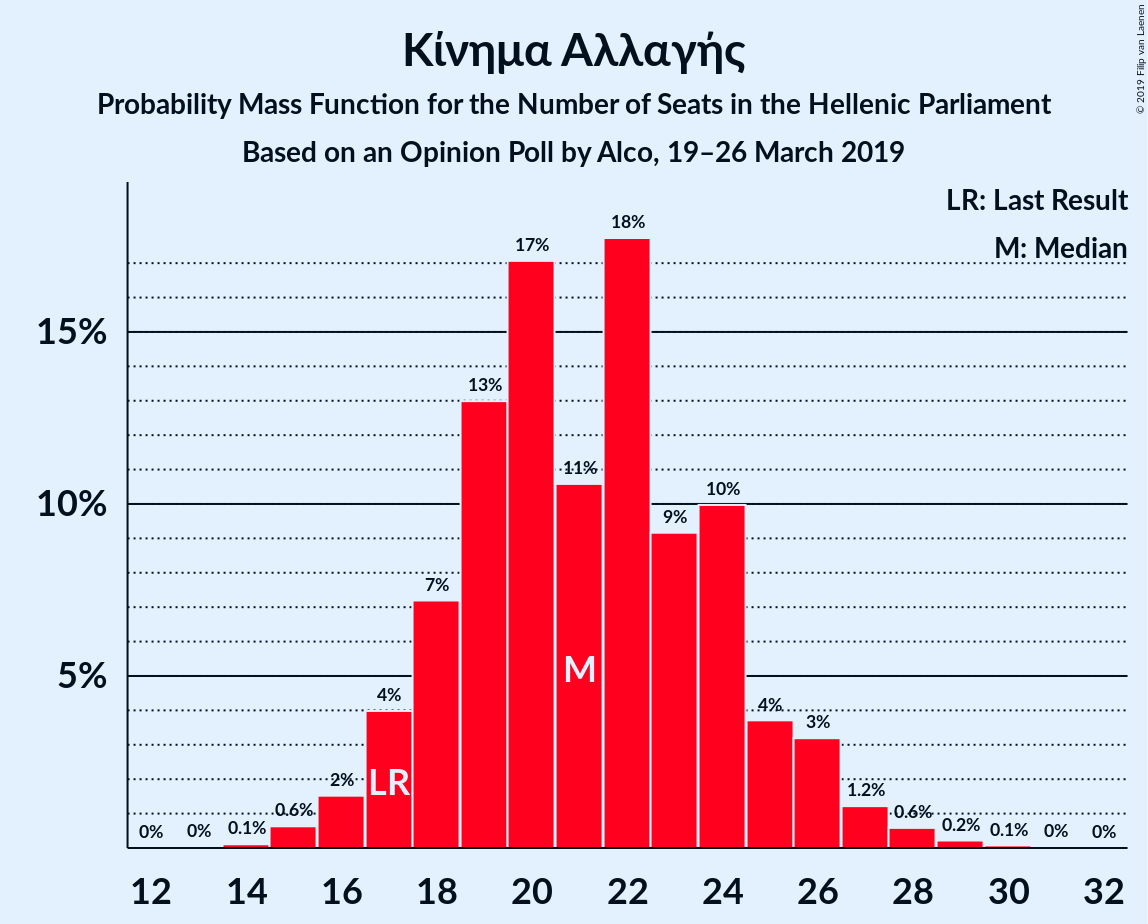 Κίνημα Αλλαγής
Probability Mass Function for the Number of Seats in the Hellenic Parliament
Based on an Opinion Poll by Alco, 19–26 March 2019
© 2019 Filip van Laenen
LR: Last Result
M: Median
15%
10%
5%
0%
0%
0.1%
0.6%
2%
4%
7%
13%
17%
11%
18%
9%
10%
4%
3%
1.2%
0.6%
0.2%
0.1%
0%
0%
LR
M
12 14 16 18 20 22 24 26 28 30 32